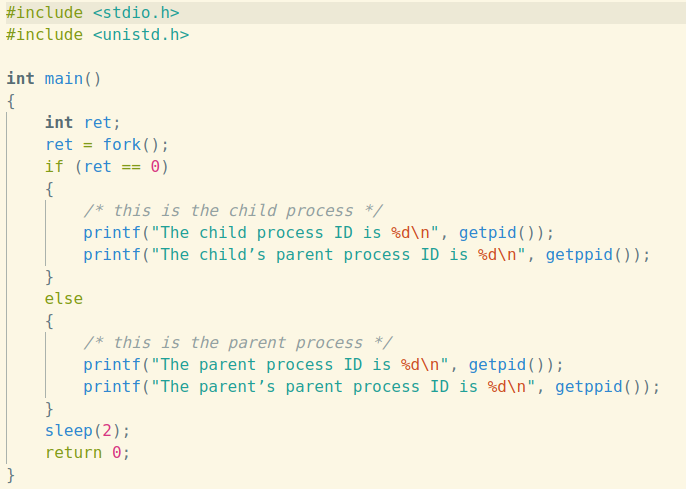 #include <stdio.h>
#include <unistd.h>
int main()
{
    int ret;
    ret = fork();
    if (ret == 0)
    {
        /* this is the child process */
        printf("The child process ID is %d\n", getpid());
        printf("The child’s parent process ID is %d\n", getppid());
    }
    else
    {
        /* this is the parent process */
        printf("The parent process ID is %d\n", getpid());
        printf("The parent’s parent process ID is %d\n", getppid());
    }
    sleep(2);
    return 0;
}